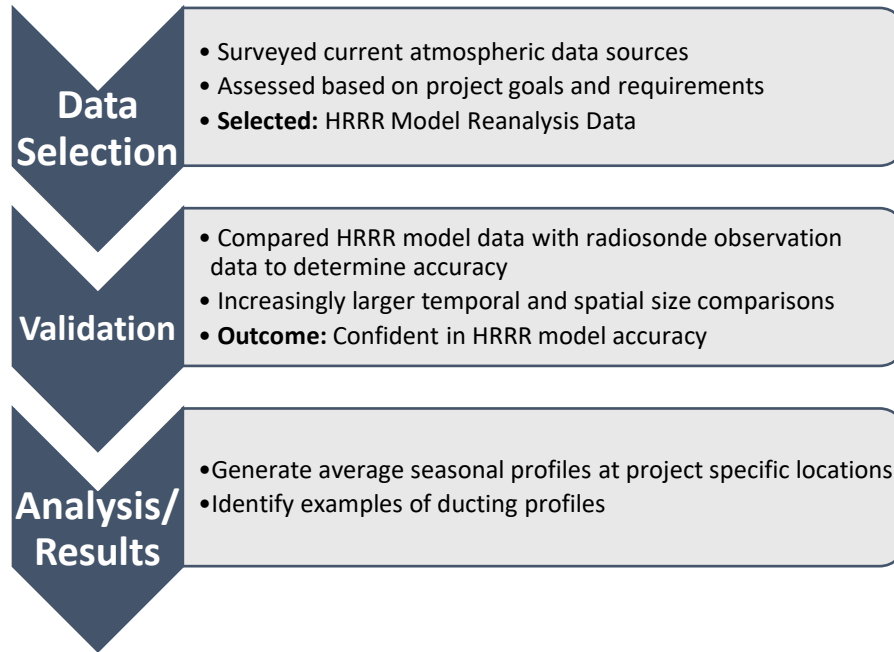 Data
Selection
• Surveyed current atmospheric data sources
• Assessed based on project goals and requirements
• Selected: HRRR Model Reanalysis Data
Validation
• Compared HRRR model data with radiosonde observation
data to determine accuracy
• Increasingly larger temporal and spatial size comparisons
• Outcome: Confident in HRRR model accuracy
Analysis/
Results
•Generate average seasonal profiles at project specific locations
•Identify examples of ducting profiles